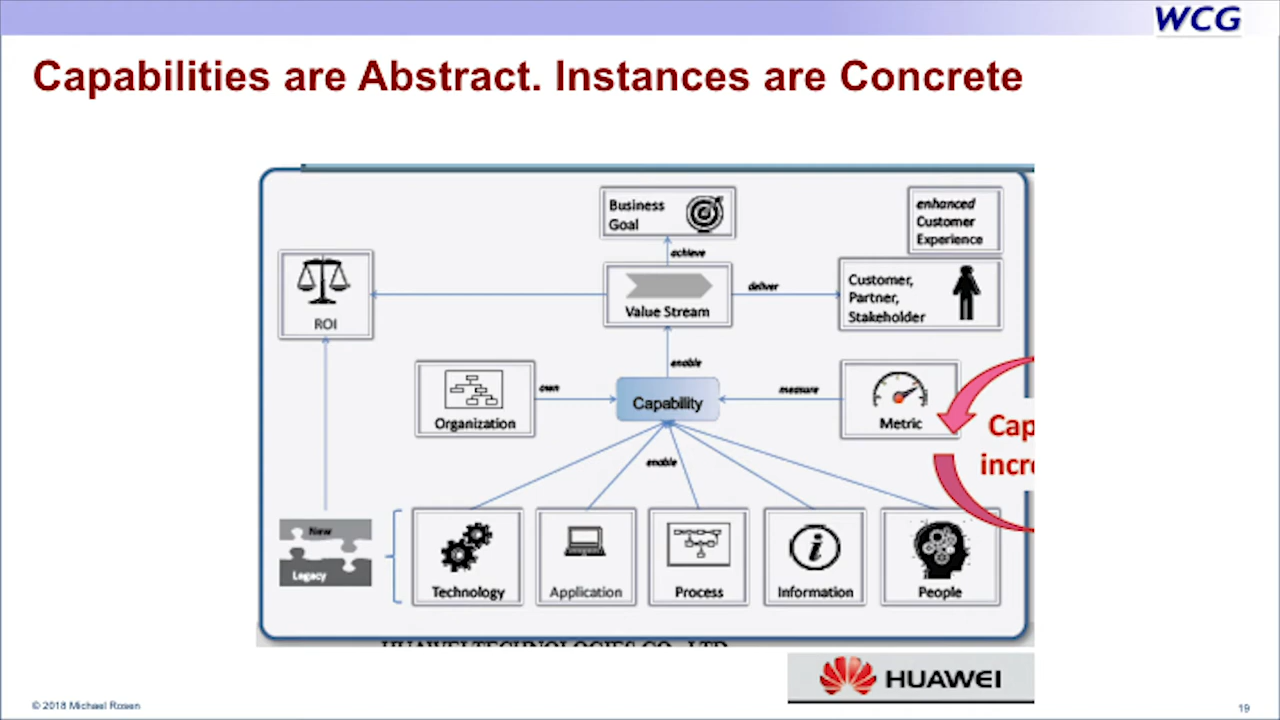 WCG
Capabilities are Abstract. Instances are Concrete
Business
Goal
enhanced
Customer
Experience
achieve
ROI
Value Stream
deliver
Customer,
Partner,
Stakeholder
enable
Organization
own
Capability
measure
Metric
Cap
incre
enable
New
Legacy
Technology
Application
Process
Information
People
HUAWEI TECHNOLOGIES CO., LTD
HUAWEI
© 2018 Michael Rosen
19